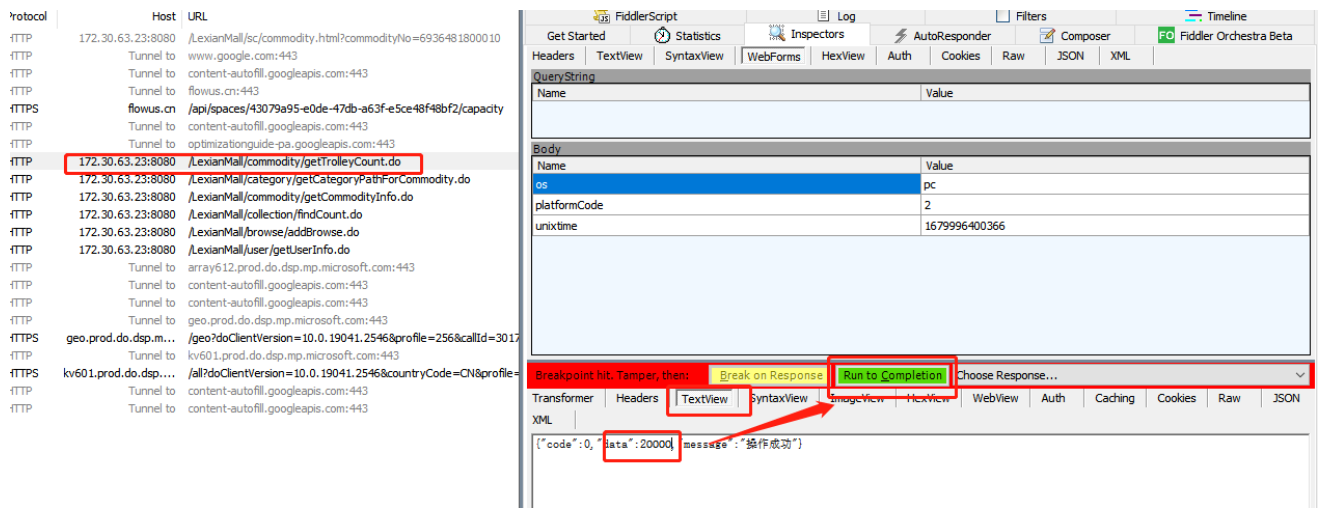 Protocol Host URL
HTTP 172.30.63.23:8080 /LexianMall/sc/commodity.html?commodityNo=6936481800010
HTTP Tunnel to www.google.com:443
HTTP Tunnel to content-autofill.googleapis.com:443
HTTP Tunnel to flowus.cn:443
HTTPS flowus.cn /api/spaces/43079a95-e0de-47db-a63f-e5ce48f48bf2/capacity
HTTP Tunnel to content-autofill.googleapis.com:443
HTTP Tunnel to optimizationguide-pa.googleapis.com:443
HTTP 172.30.63.23:8080 /LexianMall/commodity/getTrolleyCount.do
HTTP 172.30.63.23:8080 /LexianMall/category/getCategoryPathForCommodity.do
HTTP 172.30.63.23:8080 /LexianMall/commodity/getCommodityInfo.do
HTTP 172.30.63.23:8080 /LexianMall/collection/findCount.do
HTTP 172.30.63.23:8080 /LexianMall/browse/addBrowse.do
HTTP 172.30.63.23:8080 /LexianMall/user/getUserInfo.do
HTTP Tunnel to array612.prod.do.dsp.mp.microsoft.com:443
HTTP Tunnel to content-autofill.googleapis.com:443
HTTP Tunnel to content-autofill.googleapis.com:443
HTTP Tunnel to geo.prod.do.dsp.mp.microsoft.com:443
HTTPS geo.prod.do.dsp.m... /geo?doClientVersion=10.0.19041.2546&profile=256&callId=3017
HTTP Tunnel to kv601.prod.do.dsp.mp.microsoft.com:443
HTTPS kv601.prod.do.dsp.... /all?doClientVersion=10.0.19041.2546&countryCode=CN&profile=
HTTP Tunnel to content-autofill.googleapis.com:443
HTTP Tunnel to content-autofill.googleapis.com:443
FiddlerScript Log Filters Timeline
Get Started Statistics Inspectors AutoResponder Composer FO Fiddler Orchestra Beta
Headers TextView SyntaxView WebForms HexView Auth Cookies Raw JSON XML
QueryString
Name Value
Body
Name Value
os pc
platformCode 2
unixtime 1679996400366
Breakpoint hit. Tamper, then: Break on Response Run to Completion Choose Response...
Transformer Headers TextView SyntaxView ImageView HexView WebView Auth Caching Cookies Raw JSON
XML
{"code":0,"data":20000,"message":"操作成功"}